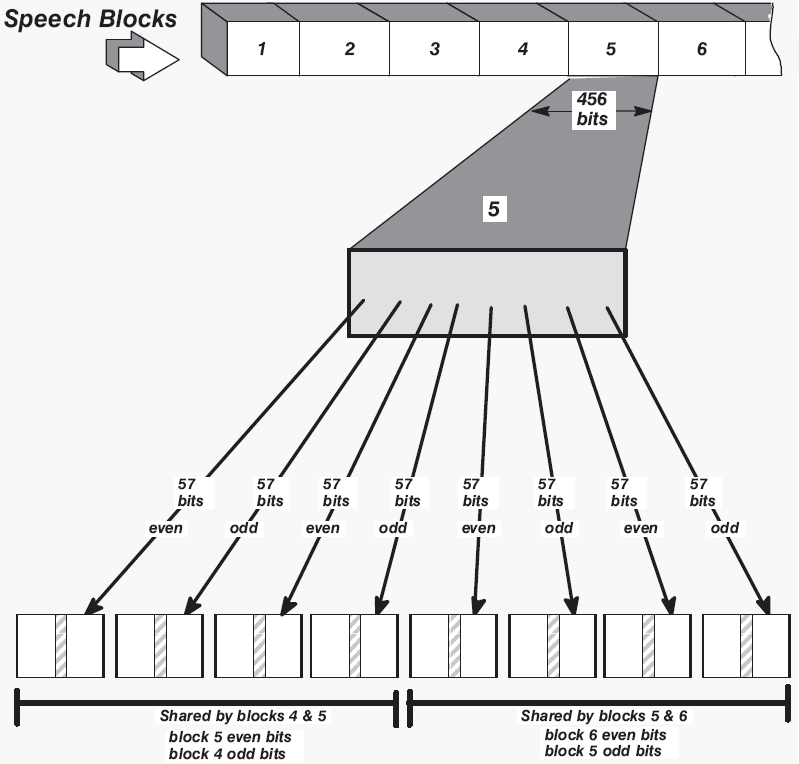 Speech Blocks
1 2 3 4 5 6
456
bits
5
57 57 57 57 57 57 57 57
bits bits bits bits bits bits bits bits
even odd even odd even odd even odd
Shared by blocks 4 & 5
block 5 even bits
block 4 odd bits
Shared by blocks 5 & 6
block 6 even bits
block 5 odd bits